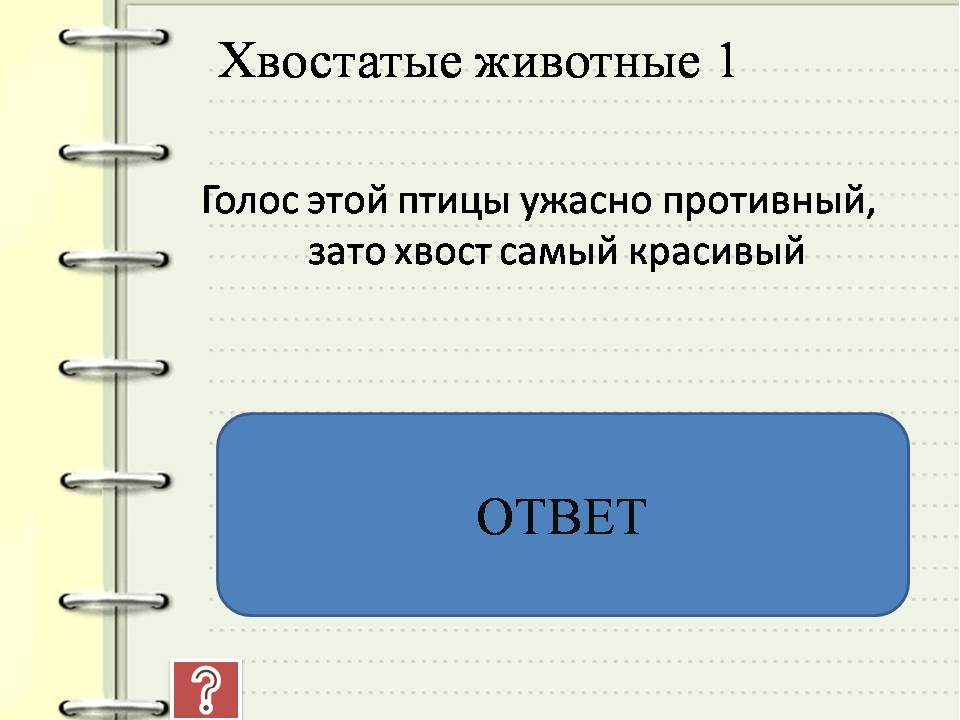 Хвостатые животные 1
Голос этой птицы ужасно противный,
зато хвост самый красивый
ОТВЕТ
?